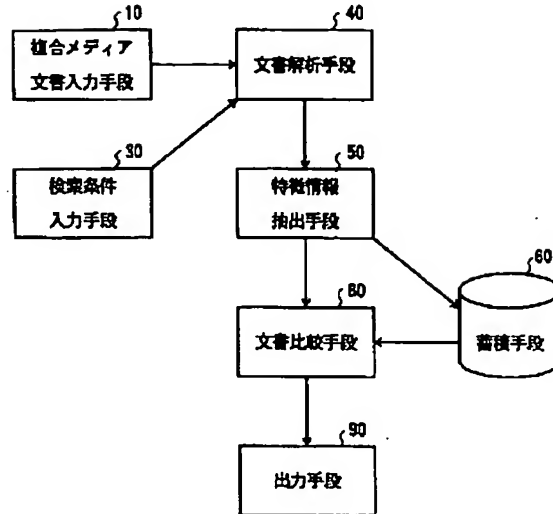 10
複合メディア
文書入力手段
40
文書解析手段
30
検索条件
入力手段
50
特徴情報
抽出手段
60
蓄積手段
文書比較手段
90
出力手段